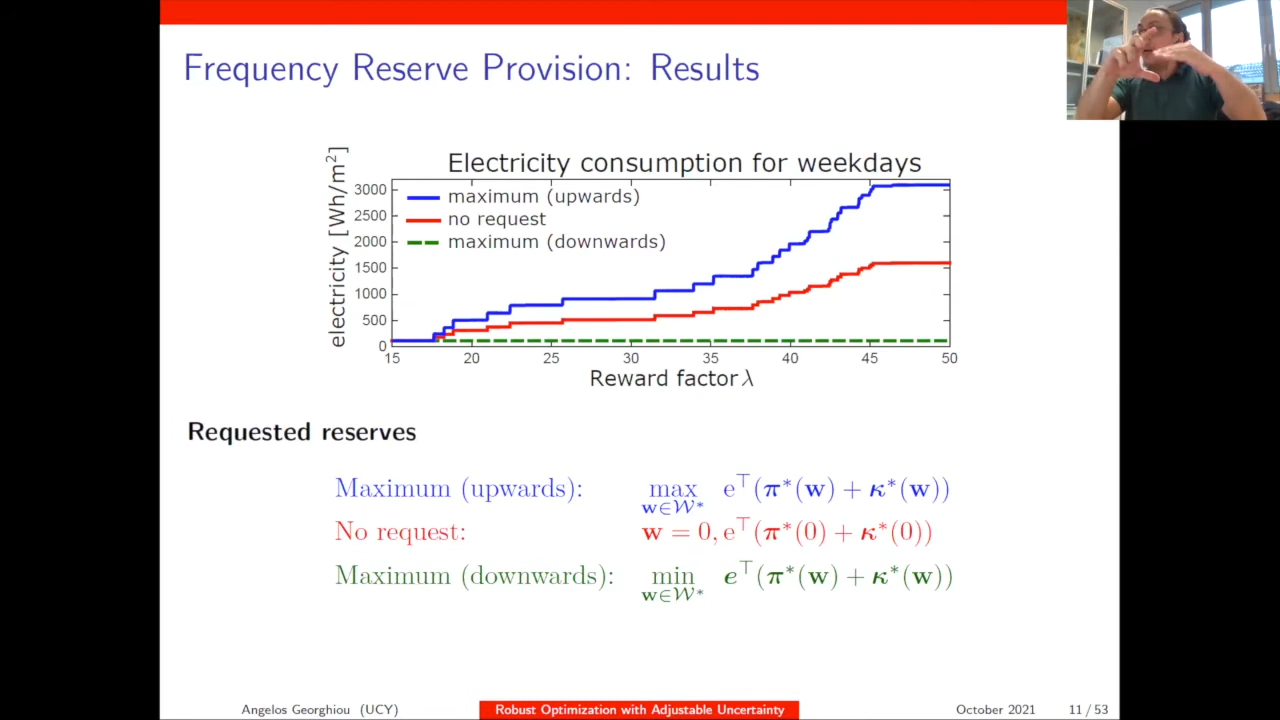 Frequency Reserve Provision: Results
Electricity consumption for weekdays
electricity [Wh/m²]
3000
2500
2000
1500
1000
500
0
maximum (upwards)
no request
maximum (downwards)
15 20 25 30 35 40 45 50
Reward factor λ
Requested reserves
Maximum (upwards): max e⊤(π*(w) + κ*(w))
w∈𝒲*
No request: w = 0, e⊤(π*(0) + κ*(0))
Maximum (downwards): min e⊤(π*(w) + κ*(w))
w∈𝒲*
Angelos Georghiou (UCY) Robust Optimization with Adjustable Uncertainty October 2021 11 / 53